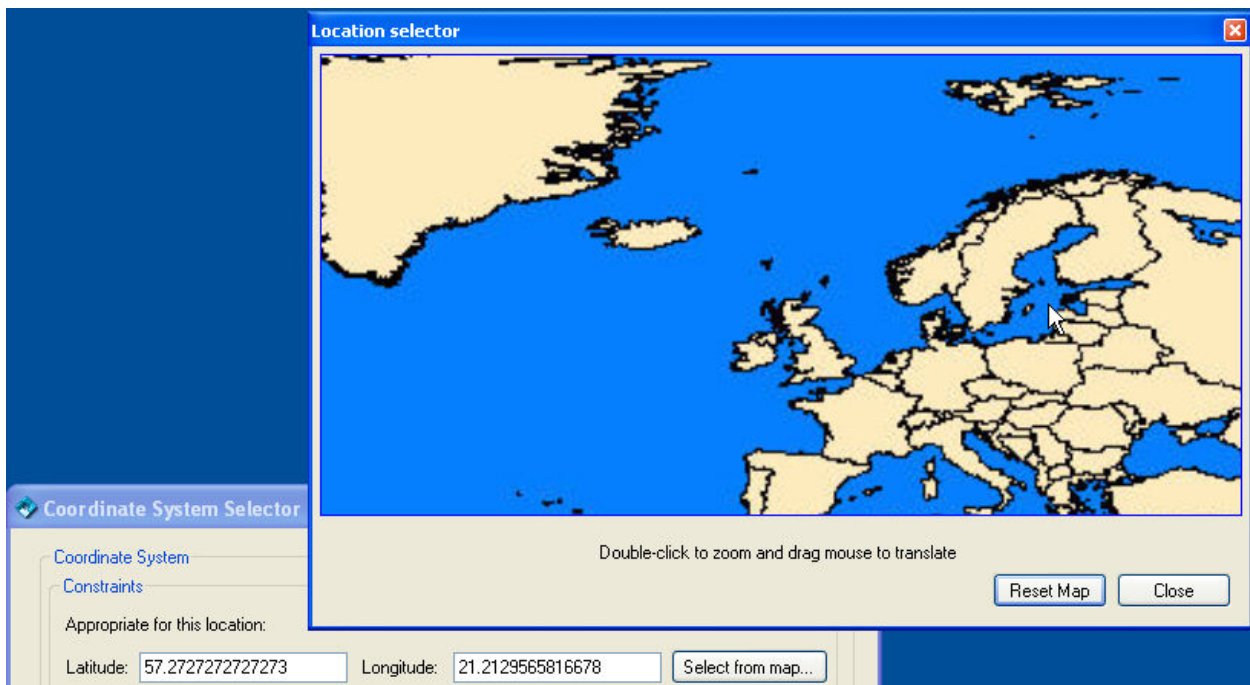 Location selector
Double-click to zoom and drag mouse to translate
Reset Map Close
Coordinate System Selector
Coordinate System
Constraints
Appropriate for this location:
Latitude: 57.2727272727273 Longitude: 21.2129565816678 Select from map...